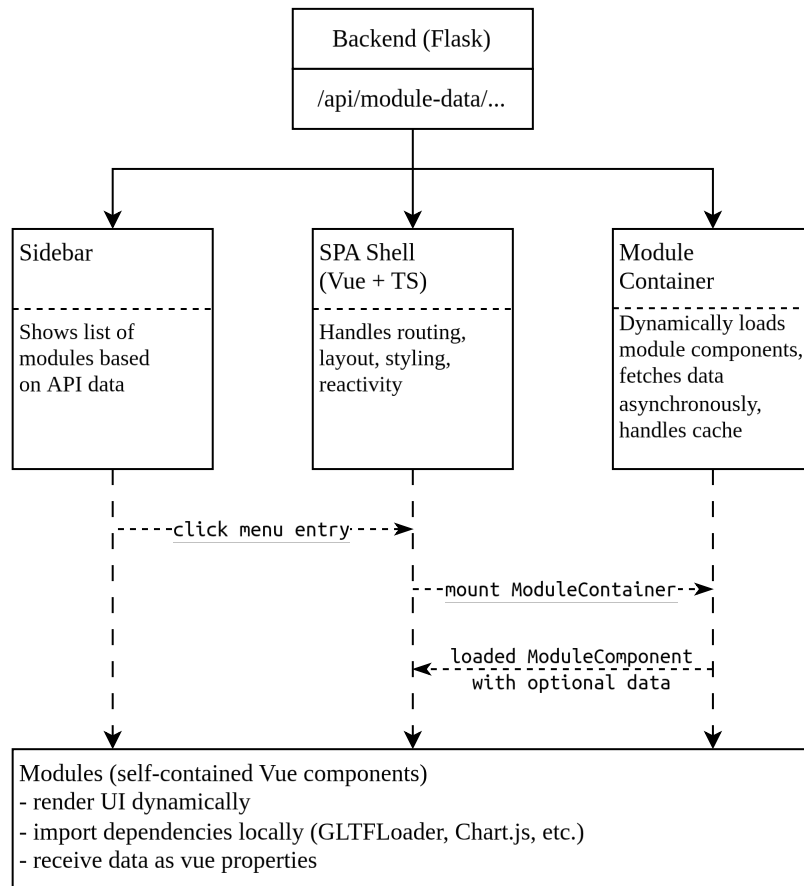 Backend (Flask)
/api/module-data/...
Sidebar
Shows list of
modules based
on API data
SPA Shell
(Vue + TS)
Handles routing,
layout, styling,
reactivity
Module
Container
Dynamically loads
module components,
fetches data
asynchronously,
handles cache
click menu entry
mount ModuleContainer
loaded ModuleComponent
with optional data
Modules (self-contained Vue components)
- render UI dynamically
- import dependencies locally (GLTFLoader, Chart.js, etc.)
- receive data as vue properties